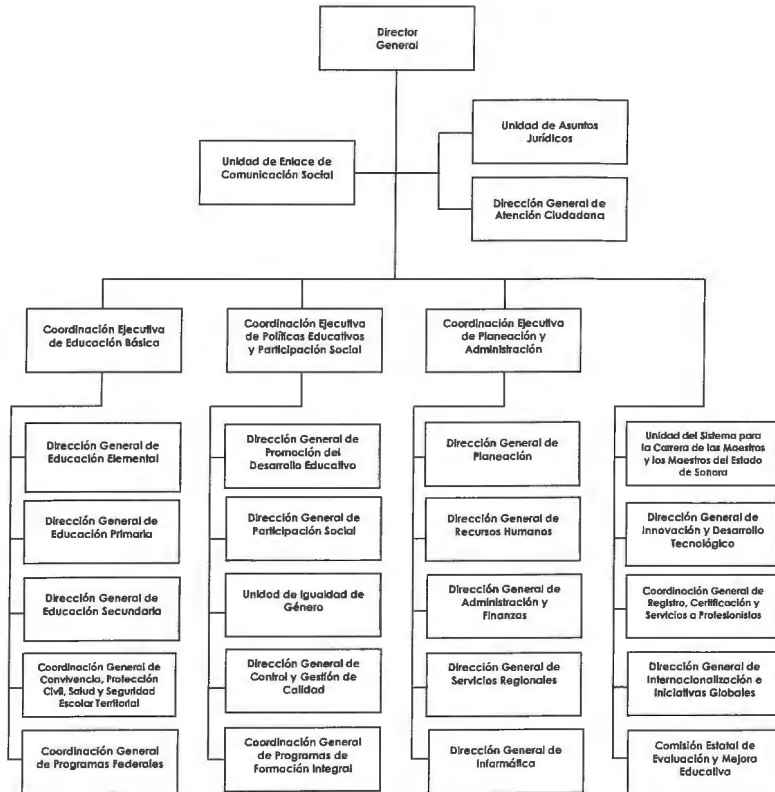 Director
General
Unidad de Asuntos
Jurídicos
Unidad de Enlace de
Comunicación Social
Dirección General de
Atención Ciudadana
Coordinación Ejecutiva
de Educación Básica
Coordinación Ejecutiva
de Políticas Educativas
y Participación Social
Coordinación Ejecutiva
de Planeación y
Administración
Dirección General de
Educación Elemental
Dirección General de
Educación Primaria
Dirección General de
Educación Secundaria
Coordinación General de
Convivencia, Protección
Civil, Salud y Seguridad
Escolar Territorial
Coordinación General
de Programas Federales
Dirección General de
Promoción del
Desarrollo Educativo
Dirección General de
Participación Social
Unidad de Igualdad de
Género
Dirección General de
Control y Gestión de
Calidad
Coordinación General
de Programas de
Formación Integral
Dirección General de
Planeación
Dirección General de
Recursos Humanos
Dirección General de
Administración y
Finanzas
Dirección General de
Servicios Regionales
Dirección General de
Informática
Unidad del Sistema para
la Carrera de las Maestras
y los Maestros del Estado
de Sonora
Dirección General de
Innovación y Desarrollo
Tecnológico
Coordinación General de
Registro, Certificación y
Servicios a Profesionistas
Dirección General de
Internacionalización e
Iniciativas Globales
Comisión Estatal de
Evaluación y Mejora
Educativa